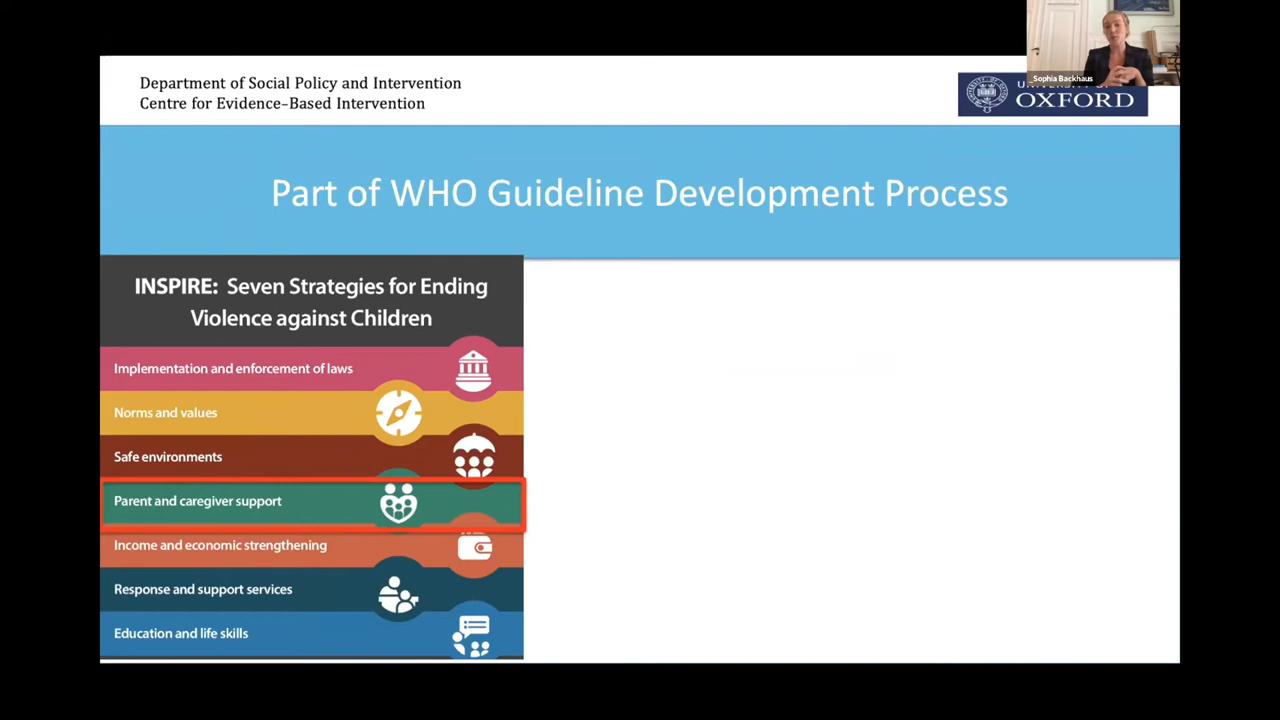 Department of Social Policy and Intervention
Centre for Evidence-Based Intervention
Sophia Backhaus
UNIVERSITY OF
OXFORD
Part of WHO Guideline Development Process
INSPIRE: Seven Strategies for Ending
Violence against Children
Implementation and enforcement of laws
Norms and values
Safe environments
Parent and caregiver support
Income and economic strengthening
Response and support services
Education and life skills